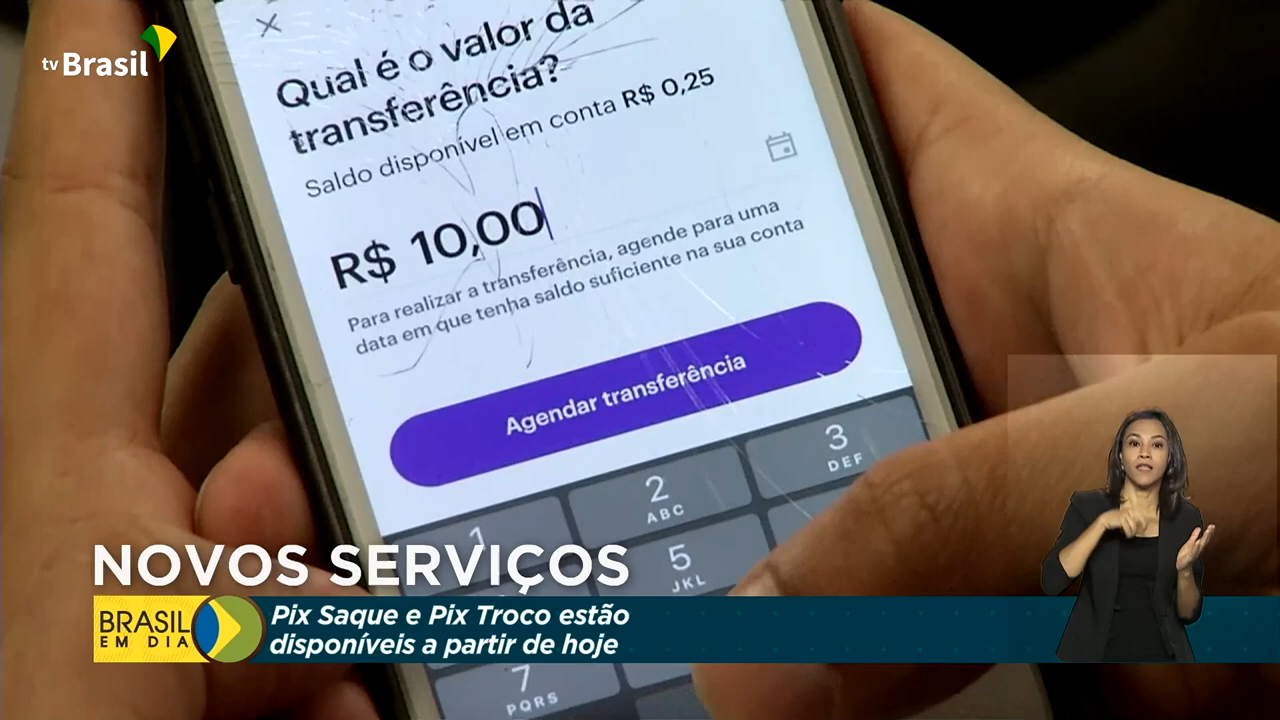 tv Brasil
Qual é o valor da
transferência?
Saldo disponível em conta R$ 0,25
R$ 10,00
Para realizar a transferência, agende para uma
data em que tenha saldo suficiente na sua conta
Agendar transferência
1
2
ABC
3
DEF
5
JKL
7
PQRS
NOVOS SERVIÇOS
BRASIL
EM DIA
Pix Saque e Pix Troco estão
disponíveis a partir de hoje